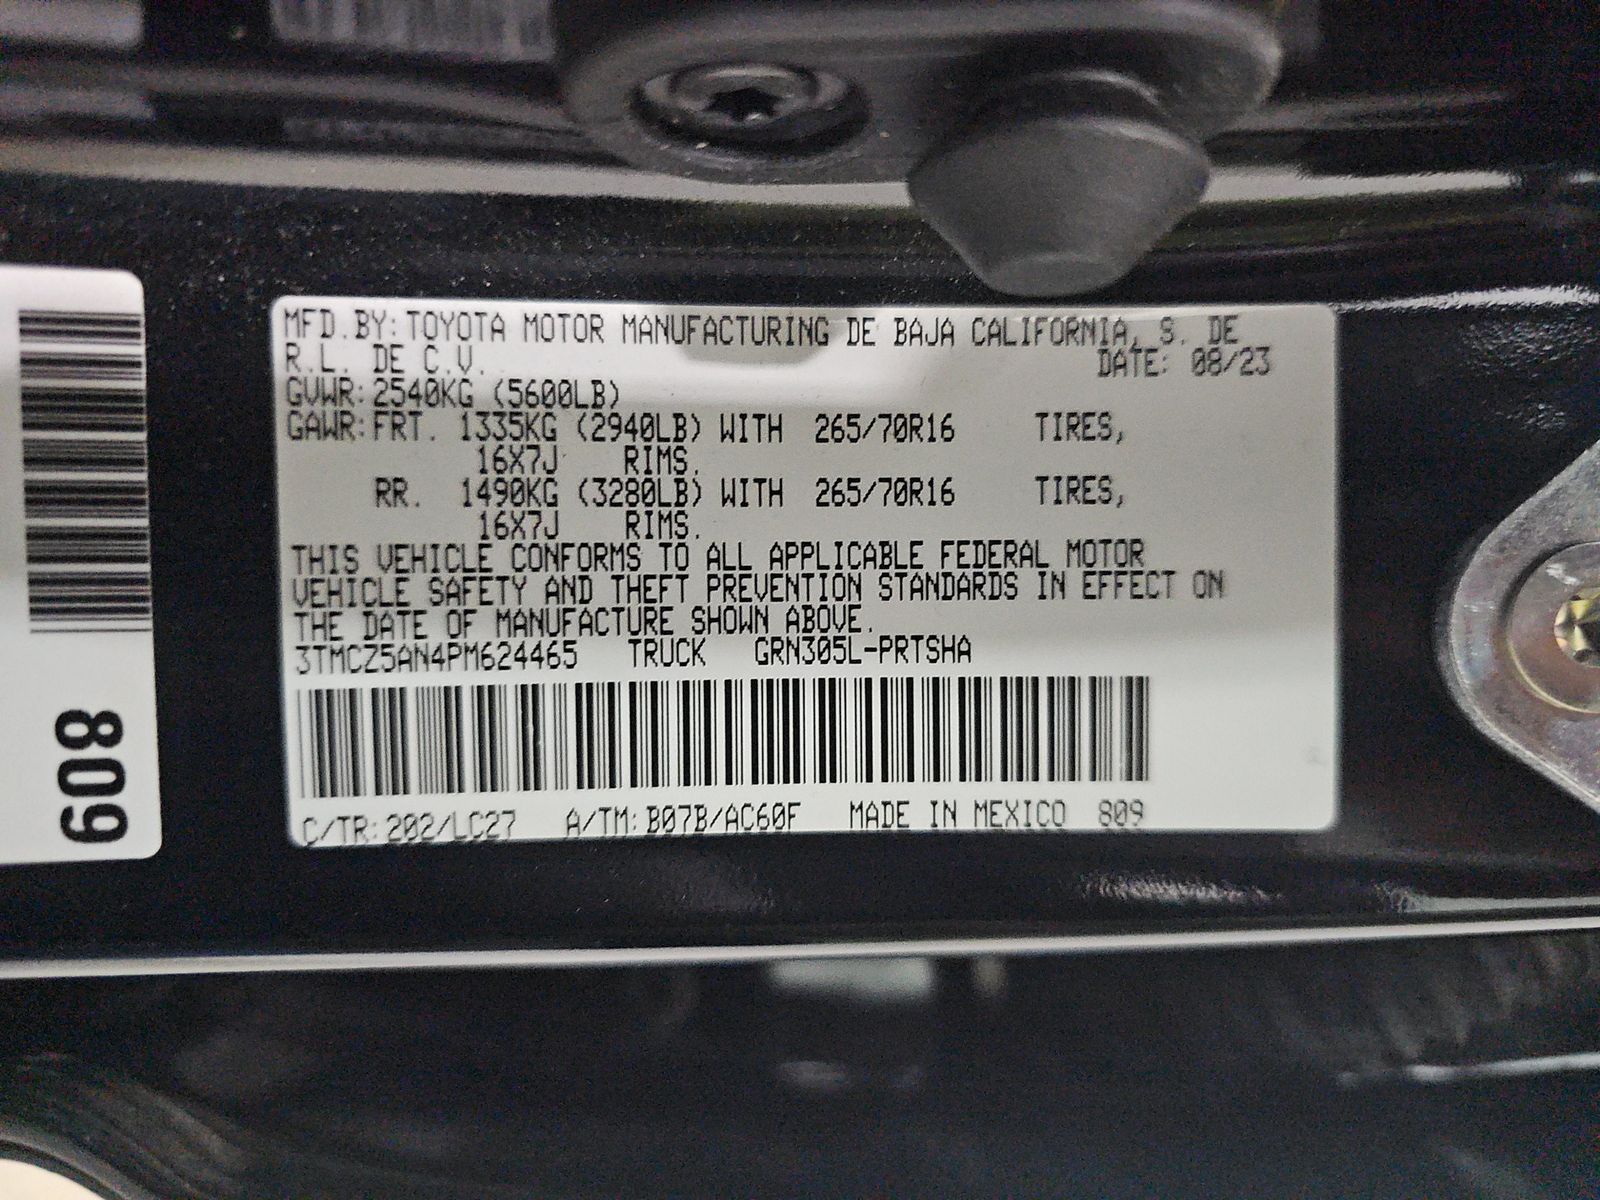 MFD.BY: TOYOTA MOTOR MANUFACTURING DE BAJA CALIFORNIA, S. DE
R.L. DE C.V. DATE: 08/23
GVWR: 2540KG (5600LB)
GAWR: FRT. 1335KG (2940LB) WITH 265/70R16 TIRES,
16X7J RIMS.
RR. 1490KG (3280LB) WITH 265/70R16 TIRES,
16X7J RIMS.
THIS VEHICLE CONFORMS TO ALL APPLICABLE FEDERAL MOTOR
VEHICLE SAFETY AND THEFT PREVENTION STANDARDS IN EFFECT ON
THE DATE OF MANUFACTURE SHOWN ABOVE.
3TMCZ5AN4PM624465 TRUCK GRN305L-PRTSHA
C/TR: 202/LC27 A/TM: B07B/AC60F MADE IN MEXICO 809
809